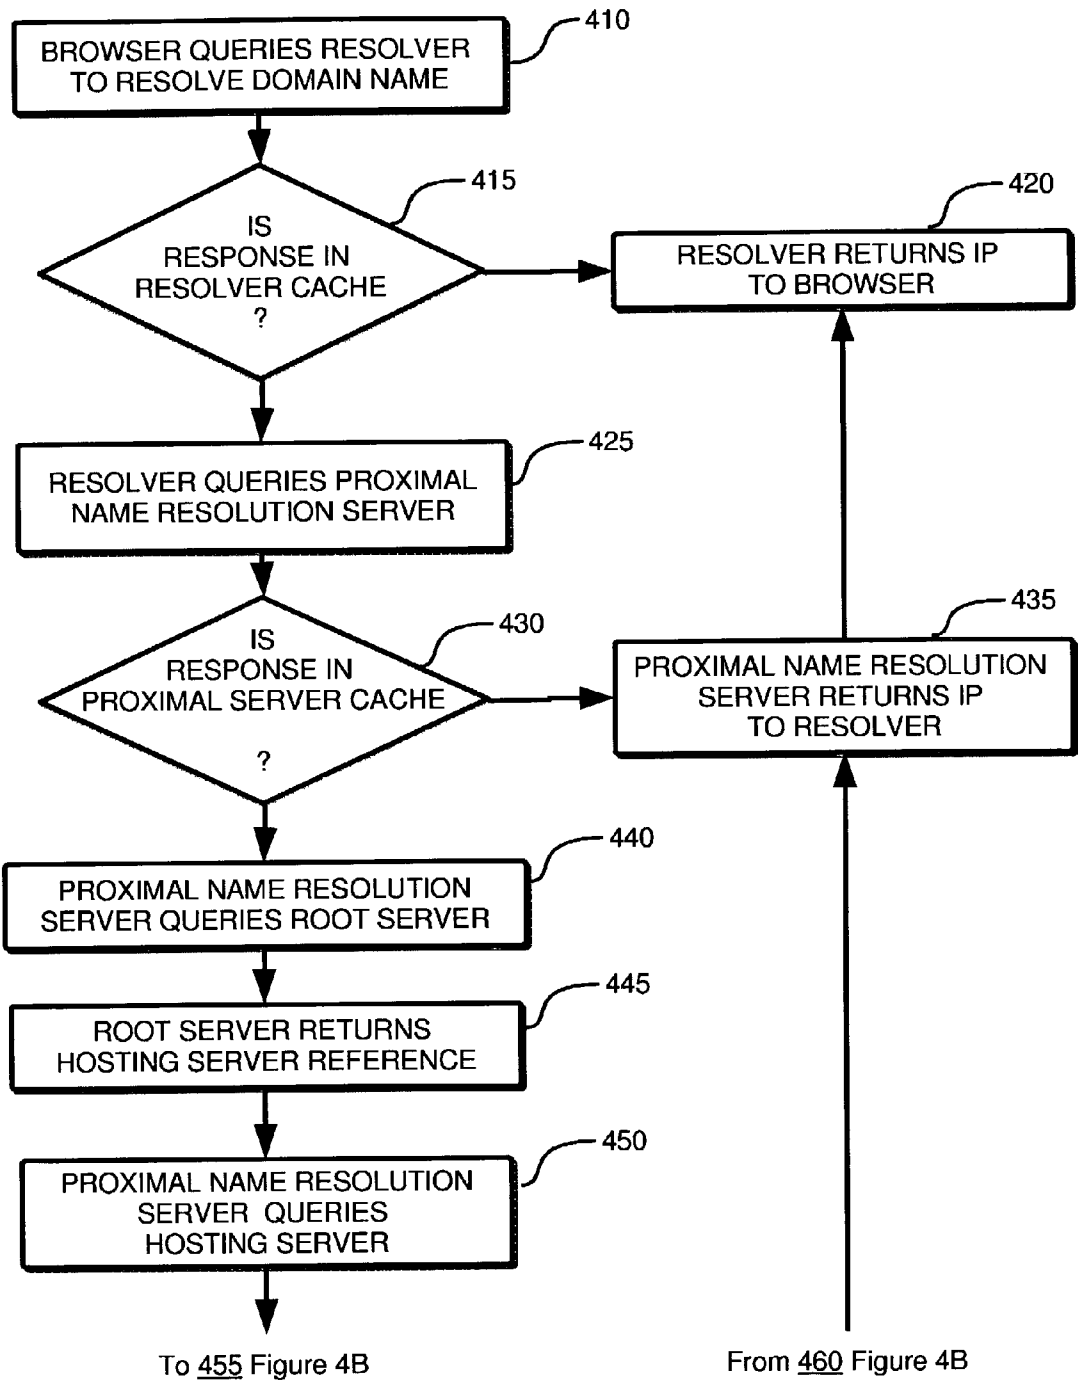 410
BROWSER QUERIES RESOLVER
TO RESOLVE DOMAIN NAME
415
IS
RESPONSE IN
RESOLVER CACHE
?
420
RESOLVER RETURNS IP
TO BROWSER
425
RESOLVER QUERIES PROXIMAL
NAME RESOLUTION SERVER
430
IS
RESPONSE IN
PROXIMAL SERVER CACHE
?
435
PROXIMAL NAME RESOLUTION
SERVER RETURNS IP
TO RESOLVER
440
PROXIMAL NAME RESOLUTION
SERVER QUERIES ROOT SERVER
445
ROOT SERVER RETURNS
HOSTING SERVER REFERENCE
450
PROXIMAL NAME RESOLUTION
SERVER QUERIES
HOSTING SERVER
To 455 Figure 4B
From 460 Figure 4B